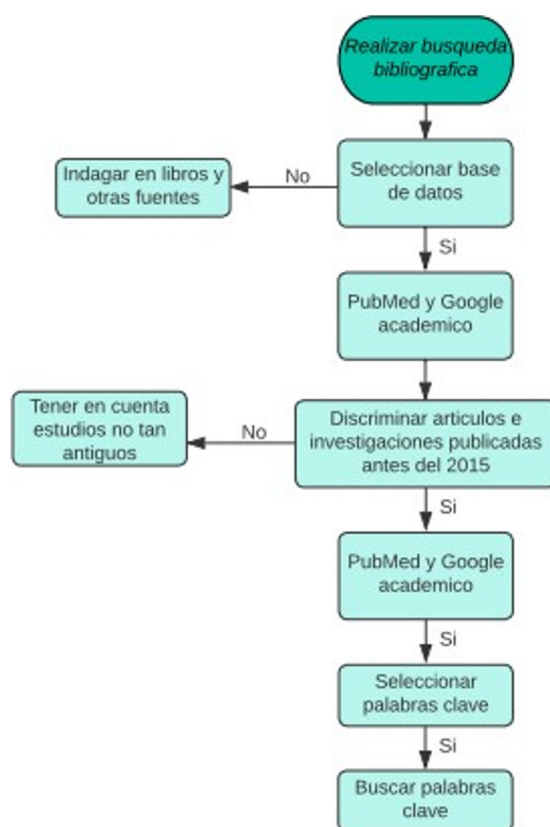 Realizar busqueda
bibliografica
Seleccionar base
de datos
No
Indagar en libros y
otras fuentes
Si
PubMed y Google
academico
Discriminar articulos e
investigaciones publicadas
antes del 2015
No
Tener en cuenta
estudios no tan
antiguos
Si
PubMed y Google
academico
Si
Seleccionar
palabras clave
Si
Buscar palabras
clave